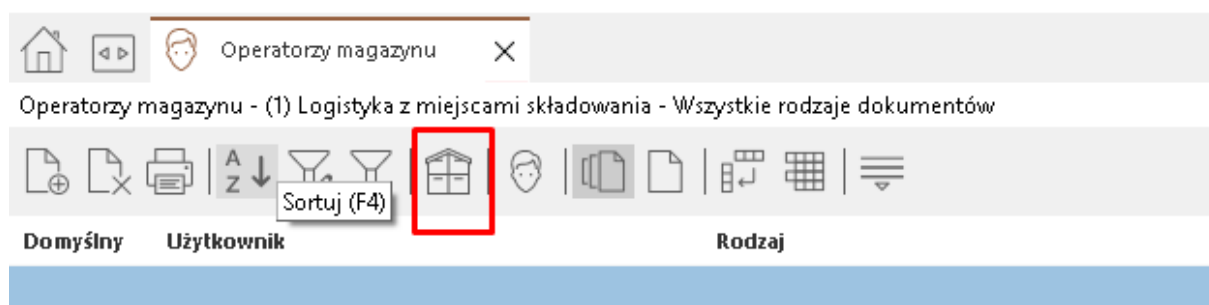 Operatorzy magazynu
Operatorzy magazynu - (1) Logistyka z miejscami składowania - Wszystkie rodzaje dokumentów
A
Z
Sortuj (F4)
Domyślny Użytkownik Rodzaj